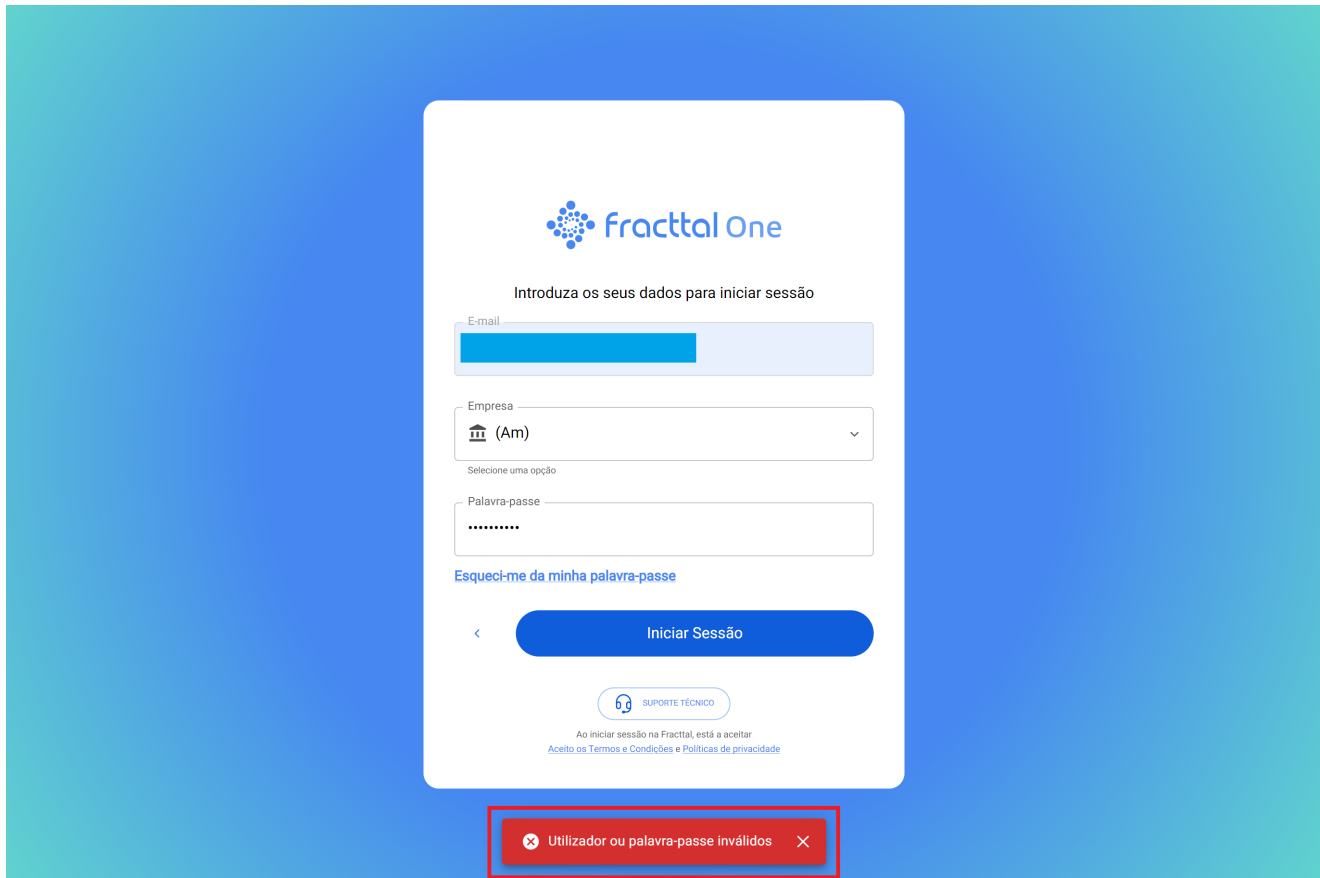 fracttal One
Introduza os seus dados para iniciar sessão
E-mail
Empresa
(Am)
Selecione uma opção
Palavra-passe
••••••••••
Esqueci-me da minha palavra-passe
Iniciar Sessão
SUPORTE TÉCNICO
Ao iniciar sessão na Fracttal, está a aceitar
Aceito os Termos e Condições e Políticas de privacidade
Utilizador ou palavra-passe inválidos